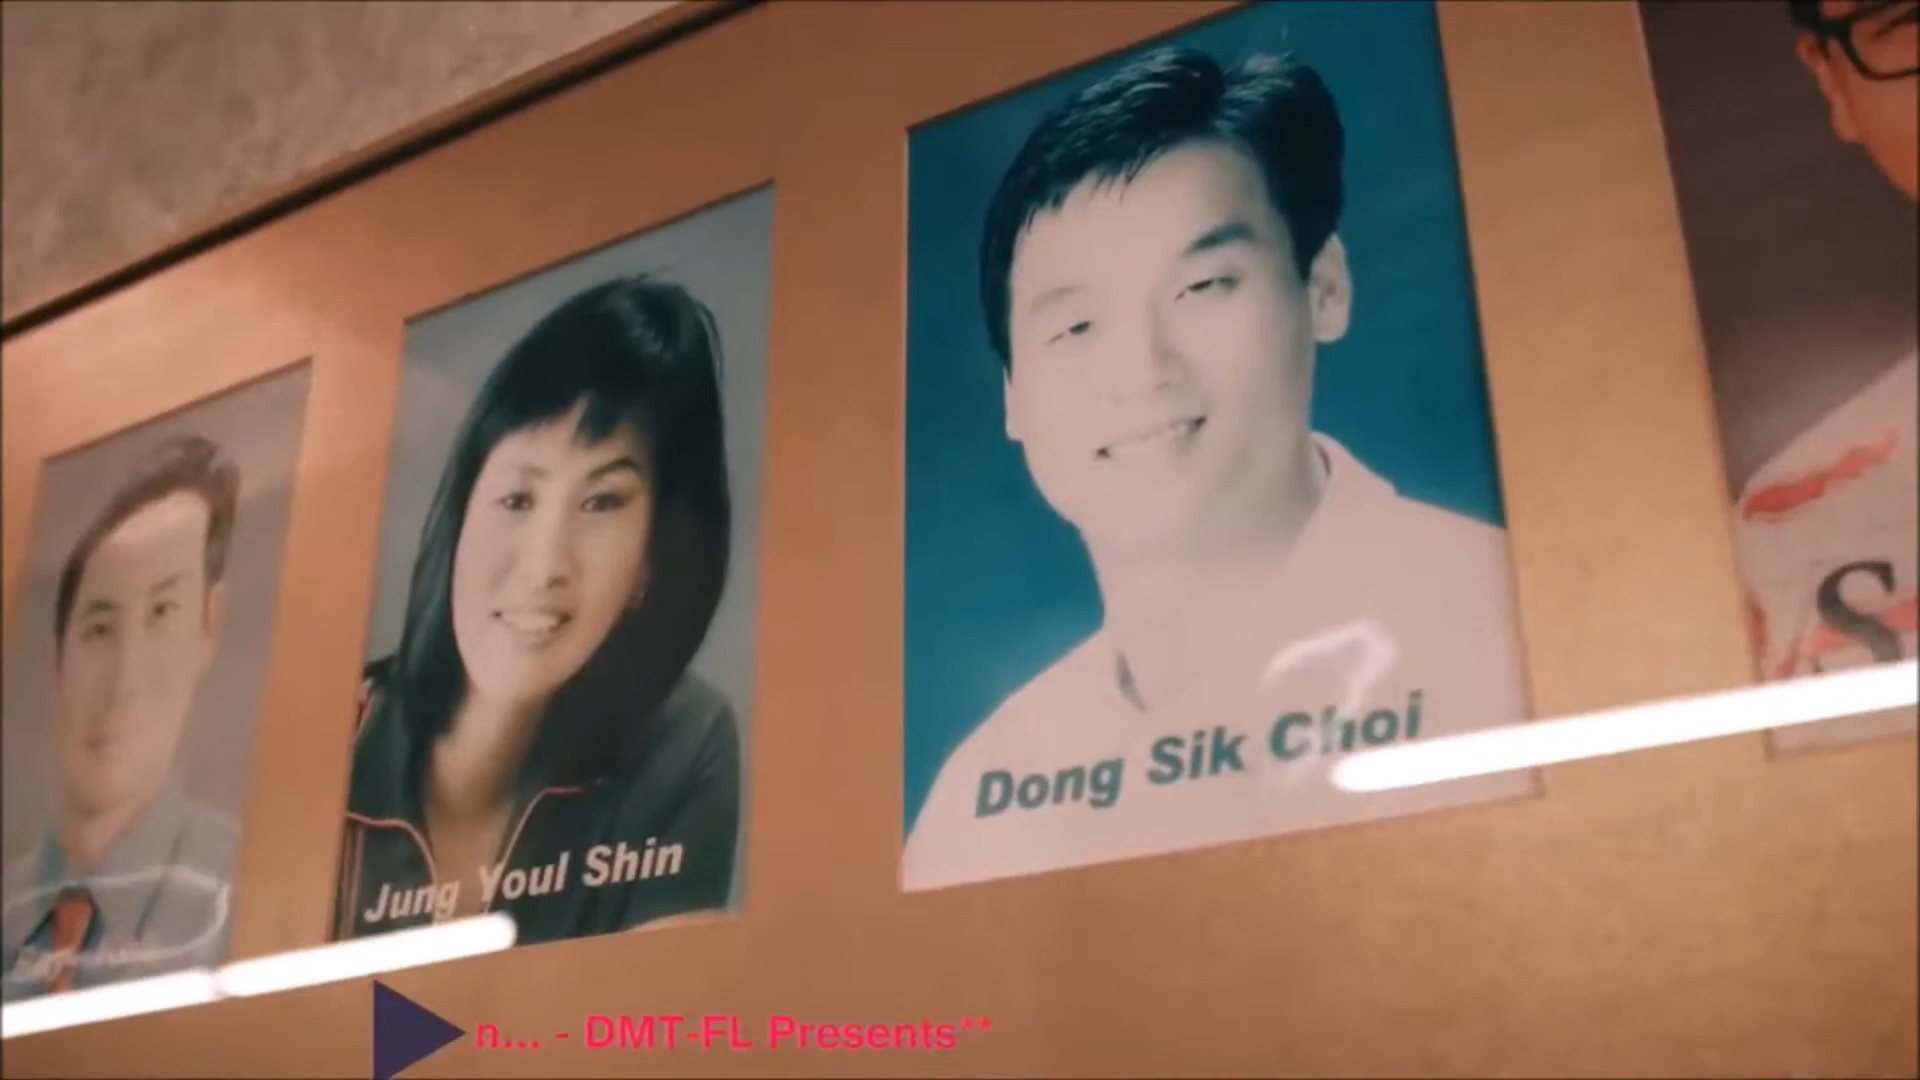 Jung Youl Shin
Dong Sik Choi
S
n... - DMT-FL Presents**